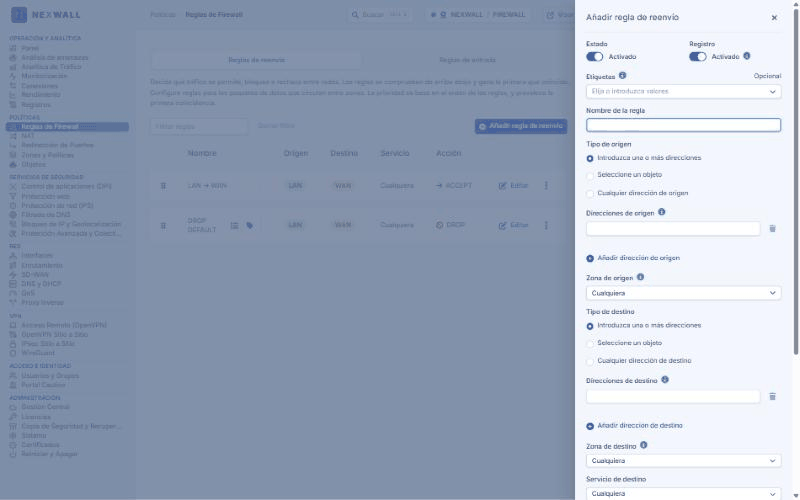 NEXWALL
Políticas Reglas de Firewall
Buscar
NEXWALL / FIREWALL
OPERACIÓN Y ANALÍTICA
Panel
Análisis de amenazas
Analítica de Tráfico
Monitorización
Conexiones
Rendimiento
Registros
POLÍTICAS
Reglas de Firewall
NAT
Redirección de Puertos
Zonas y Políticas
Objetos
SERVICIOS DE SEGURIDAD
Control de aplicaciones (DPI)
Protección web
Protección de red (IPS)
Filtrado de DNS
Bloqueo de IP y Geolocalización
Protección Avanzada y Colect...
RED
Interfaces
Enrutamiento
SD-WAN
DNS y DHCP
QoS
Proxy Inverso
VPN
Acceso Remoto (OpenVPN)
OpenVPN Sitio a Sitio
IPsec Sitio a Sitio
WireGuard
ACCESO E IDENTIDAD
Usuarios y Grupos
Portal Cautivo
ADMINISTRACIÓN
Gestión Central
Licencias
Copia de Seguridad y Recuper...
Sistema
Certificados
Reiniciar y Apagar
Reglas de reenvío Reglas de entrada
Decide qué tráfico se permite, bloquea o rechaza entre redes. Las reglas se comprueban de arriba abajo y gana la primera que coincide.
Configure reglas para los paquetes de datos que circulen entre zonas. La prioridad se basa en el orden de las reglas, y prevalece la
primera coincidencia.
Filtrar reglas Borrar filtro Añadir regla de reenvío
Nombre Origen Destino Servicio Acción
LAN → WAN LAN WAN Cualquiera → ACCEPT Editar
DROP
DEFAULT LAN WAN Cualquiera DROP Editar
Añadir regla de reenvío
Estado Registro
Activado Activado
Etiquetas Opcional
Elija o introduzca valores
Nombre de la regla
Tipo de origen
Introduzca una o más direcciones
Seleccione un objeto
Cualquier dirección de origen
Direcciones de origen
Añadir dirección de origen
Zona de origen
Cualquiera
Tipo de destino
Introduzca una o más direcciones
Seleccione un objeto
Cualquier dirección de destino
Direcciones de destino
Añadir dirección de destino
Zona de destino
Cualquiera
Servicio de destino
Cualquiera